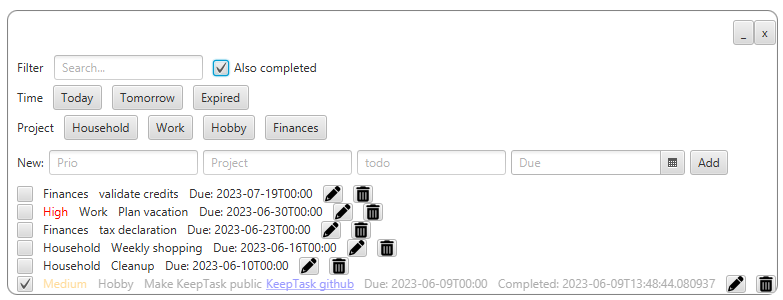 _ x
Filter Search... Also completed
Time Today Tomorrow Expired
Project Household Work Hobby Finances
New: Prio Project todo Due Add
Finances validate credits Due: 2023-07-19T00:00
High Work Plan vacation Due: 2023-06-30T00:00
Finances tax declaration Due: 2023-06-23T00:00
Household Weekly shopping Due: 2023-06-16T00:00
Household Cleanup Due: 2023-06-10T00:00
Medium Hobby Make KeepTask public KeepTask github Due: 2023-06-09T00:00 Completed: 2023-06-09T13:48:44.080937